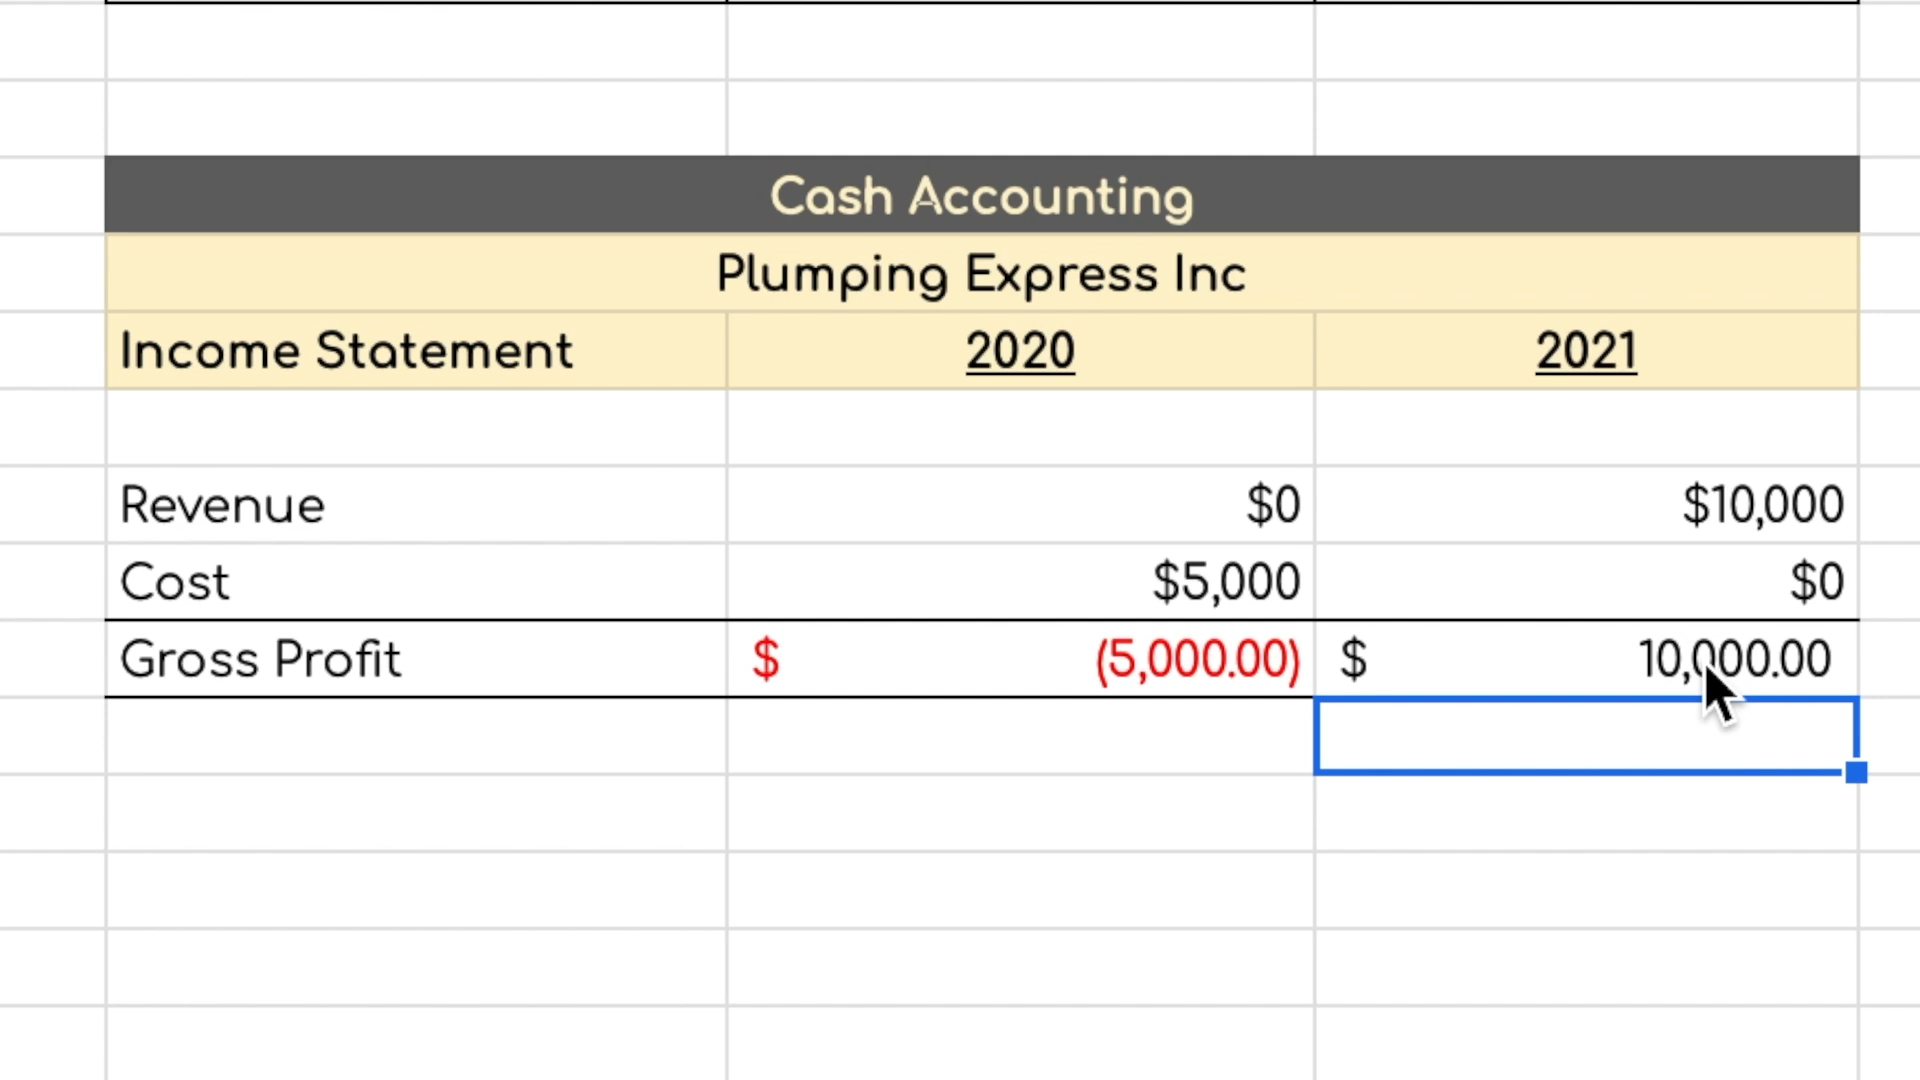 Cash Accounting
Plumping Express Inc
Income Statement 2020 2021
Revenue $0 $10,000
Cost $5,000 $0
Gross Profit $ (5,000.00) $ 10,000.00